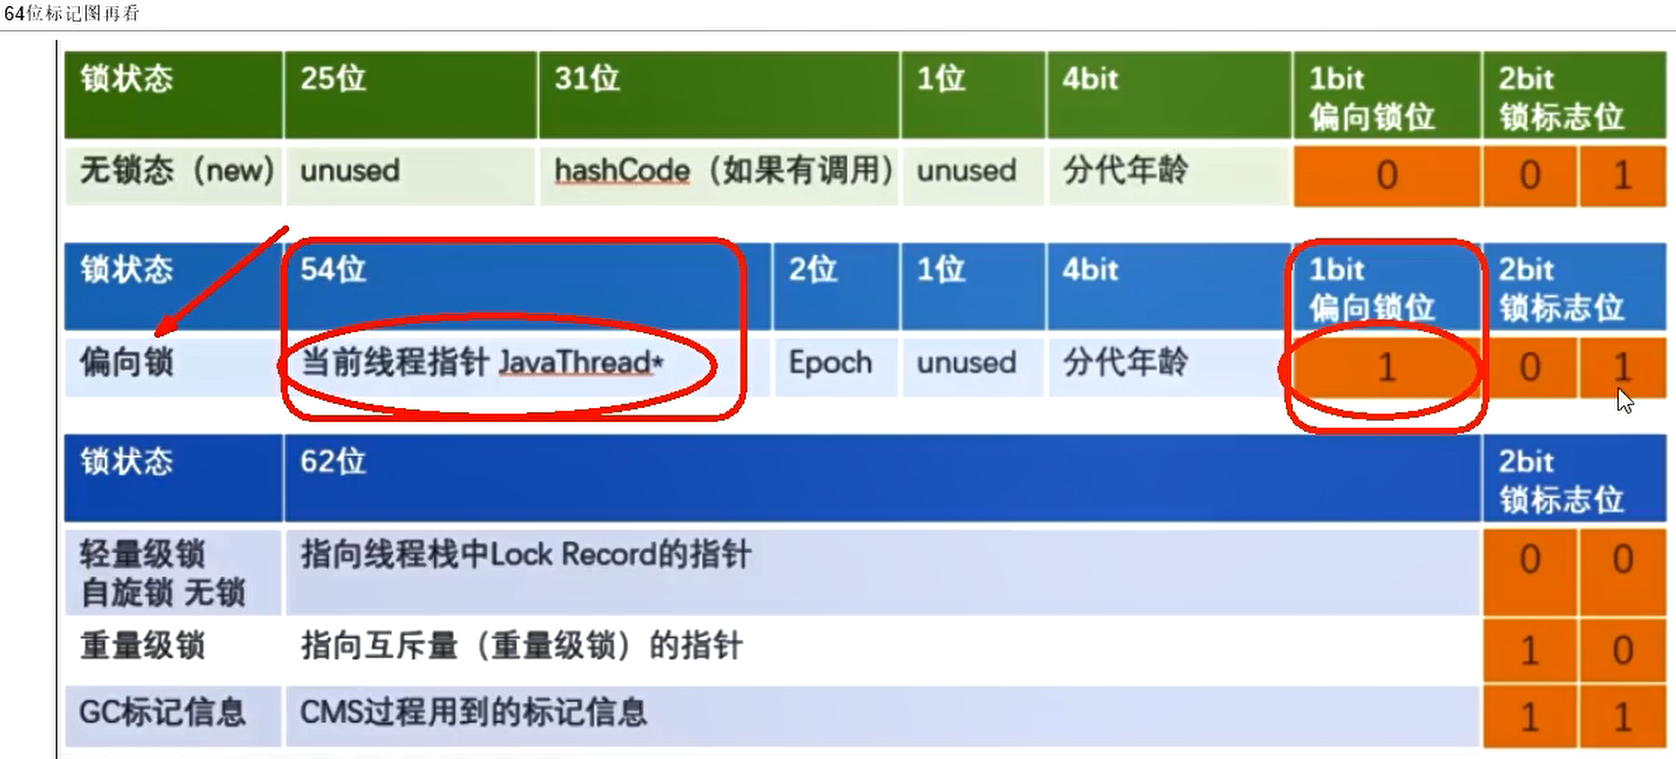 64位标记图再看
锁状态 25位 31位 1位 4bit 1bit 2bit
偏向锁位 锁标志位
无锁态（new) unused hashCode（如果有调用） unused 分代年龄 0 0 1
锁状态 54位 2位 1位 4bit 1bit 2bit
偏向锁位 锁标志位
偏向锁 当前线程指针 JavaThread* Epoch unused 分代年龄 1 0 1
锁状态 62位 2bit
锁标志位
轻量级锁 指向线程栈中Lock Record的指针 0 0
自旋锁 无锁
重量级锁 指向互斥量（重量级锁）的指针 1 0
GC标记信息 CMS过程用到的标记信息 1 1